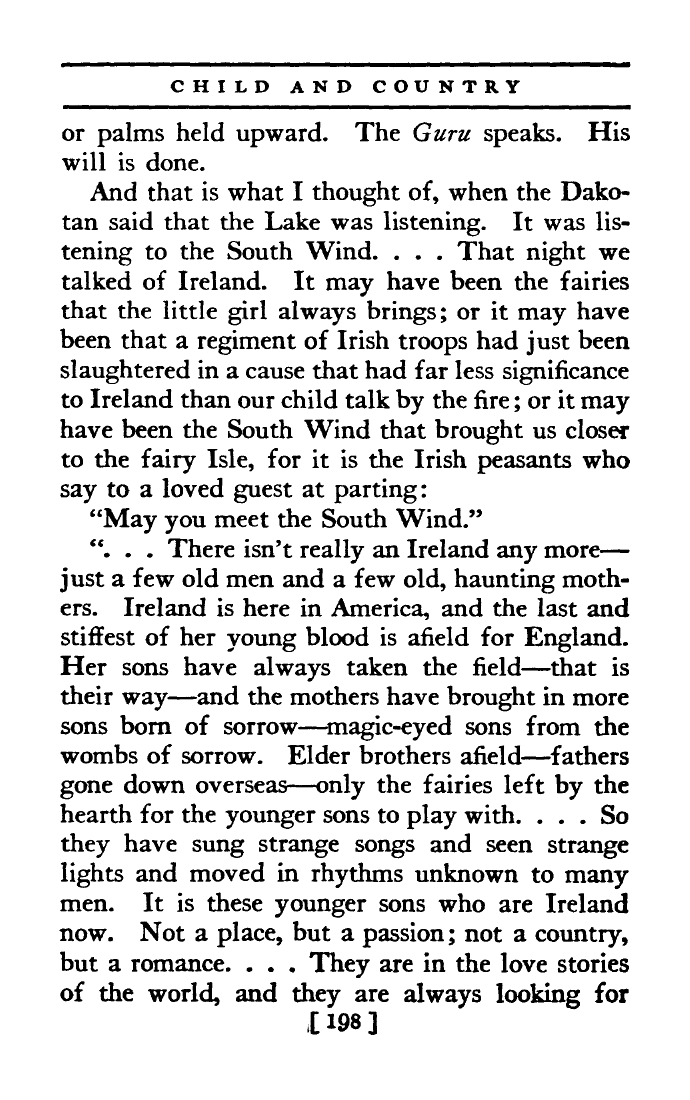 CHILD AND COUNTRY
or palms held upward. The Guru speaks. His
will is done.
And that is what I thought of, when the Dako-
tan said that the Lake was listening. It was lis-
tening to the South Wind. . . . That night we
talked of Ireland. It may have been the fairies
that the little girl always brings; or it may have
been that a regiment of Irish troops had just been
slaughtered in a cause that had far less significance
to Ireland than our child talk by the fire; or it may
have been the South Wind that brought us closer
to the fairy Isle, for it is the Irish peasants who
say to a loved guest at parting:
“May you meet the South Wind.”
“. . . There isn’t really an Ireland any more—
just a few old men and a few old, haunting moth-
ers. Ireland is here in America, and the last and
stiffest of her young blood is afield for England.
Her sons have always taken the field—that is
their way—and the mothers have brought in more
sons born of sorrow—magic-eyed sons from the
wombs of sorrow. Elder brothers afield—fathers
gone down overseas—only the fairies left by the
hearth for the younger sons to play with. . . . So
they have sung strange songs and seen strange
lights and moved in rhythms unknown to many
men. It is these younger sons who are Ireland
now. Not a place, but a passion; not a country,
but a romance. . . . They are in the love stories
of the world, and they are always looking for
[ 198 ]